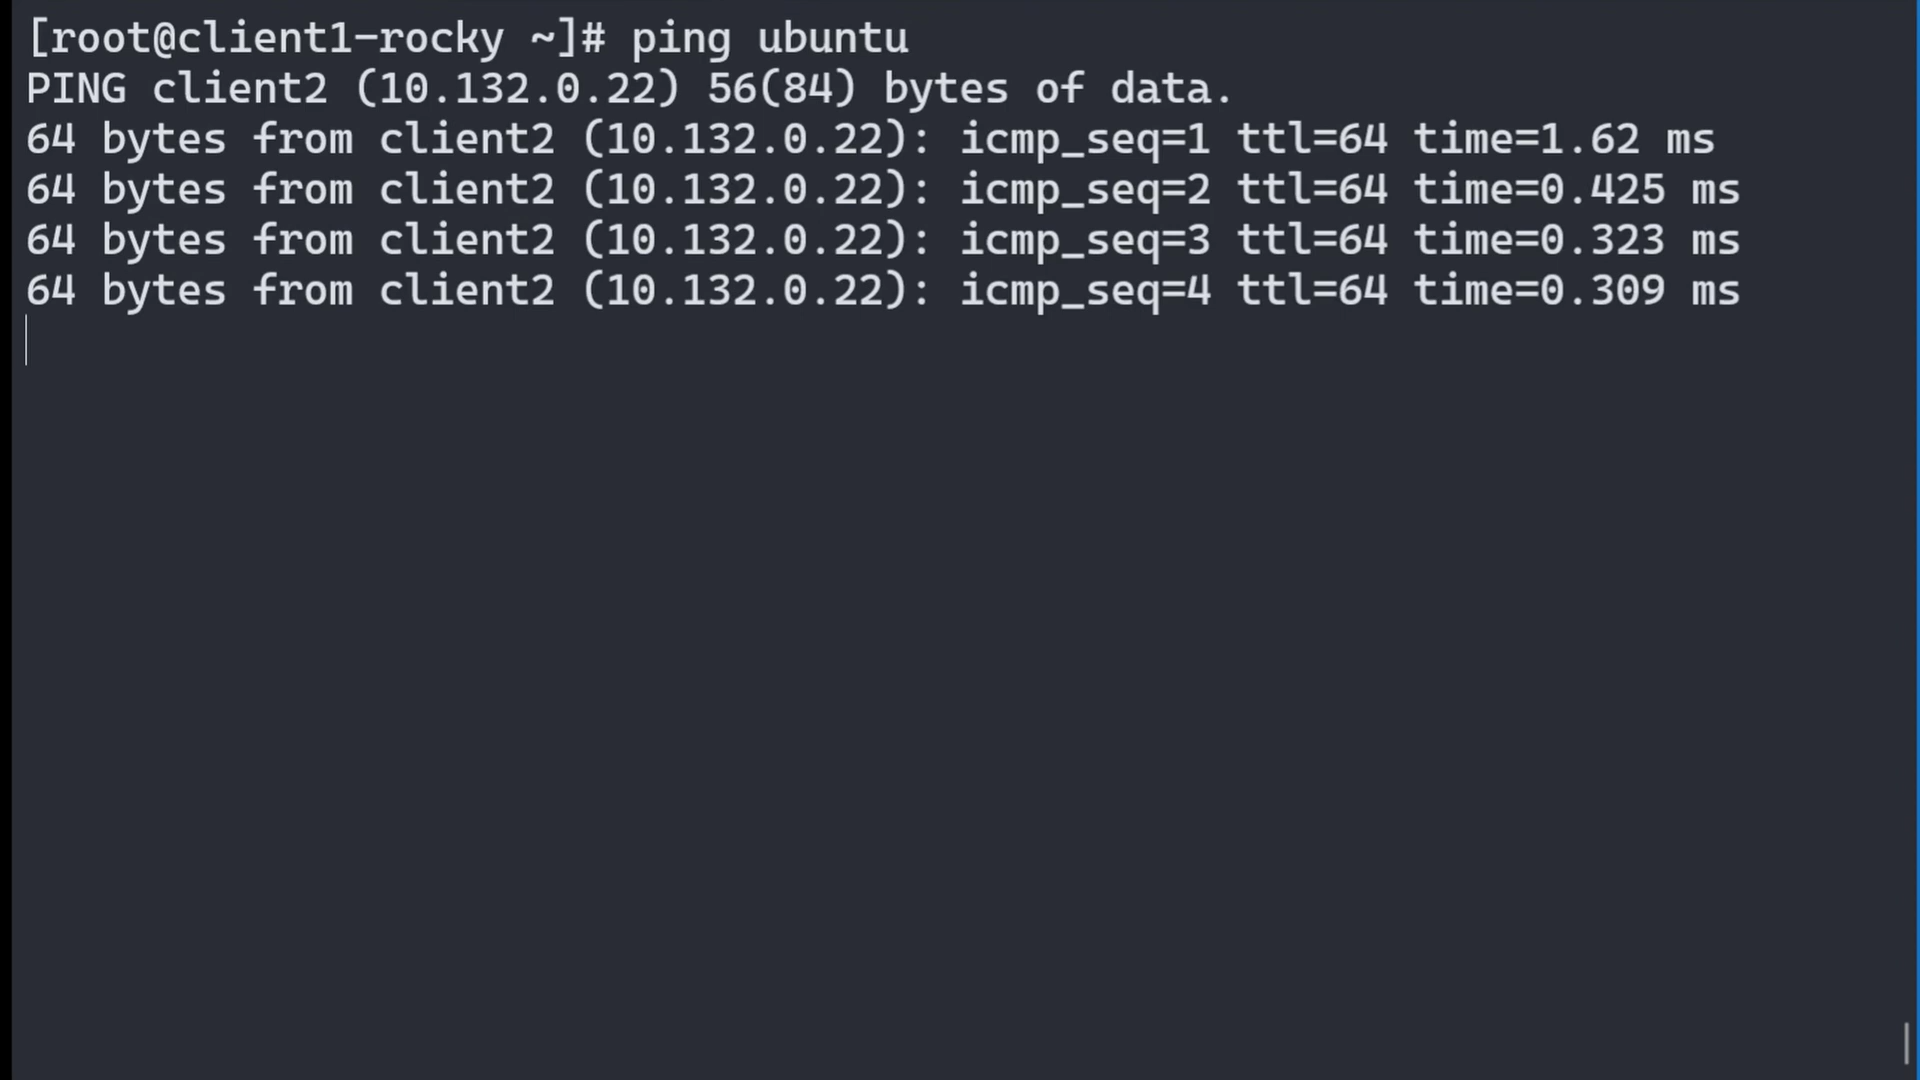 [root@client1-rocky ~]# ping ubuntu
PING client2 (10.132.0.22) 56(84) bytes of data.
64 bytes from client2 (10.132.0.22): icmp_seq=1 ttl=64 time=1.62 ms
64 bytes from client2 (10.132.0.22): icmp_seq=2 ttl=64 time=0.425 ms
64 bytes from client2 (10.132.0.22): icmp_seq=3 ttl=64 time=0.323 ms
64 bytes from client2 (10.132.0.22): icmp_seq=4 ttl=64 time=0.309 ms